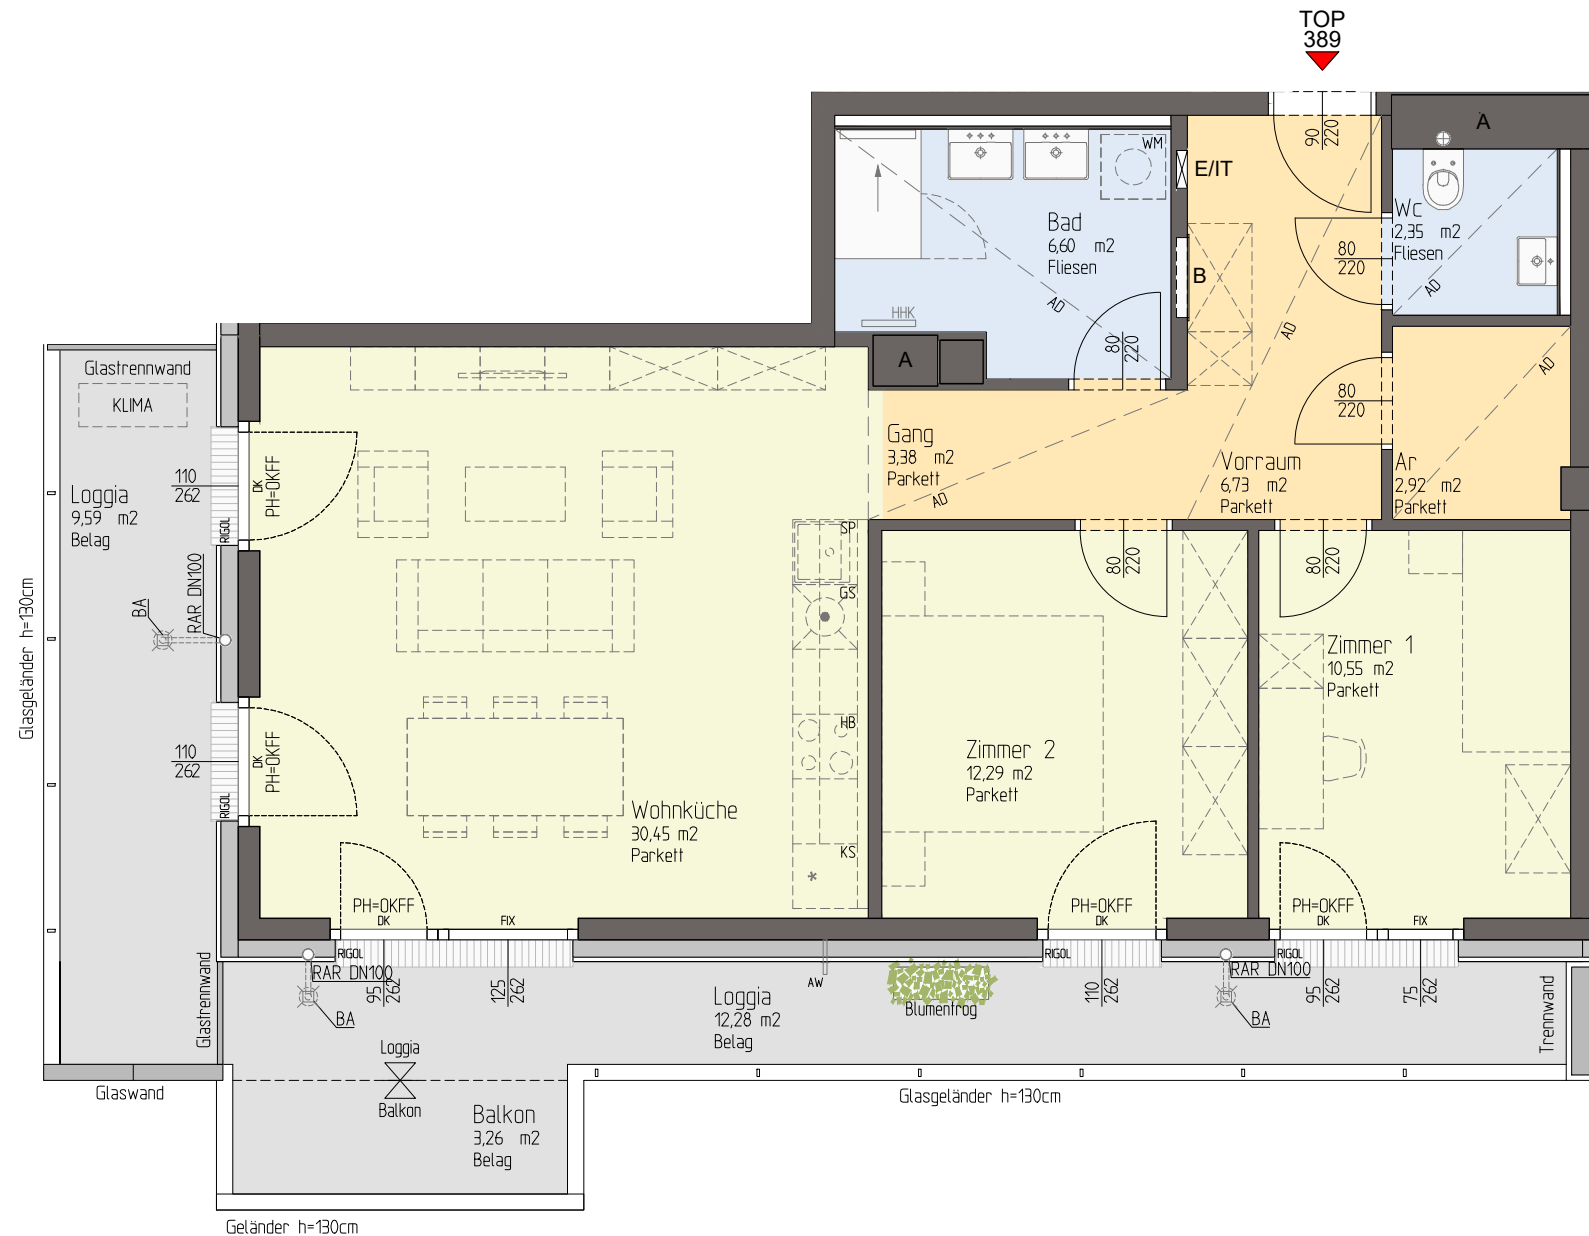 TOP
389
90
220
A
WM
E/IT
Bad
6,60 m2
Fliesen
Wc
2,35 m2
Fliesen
80
220
B
AD
AD
AD
HHK
80
220
A
Glastrennwand
KLIMA
AD
80
220
Gang
3,38 m2
Parkett
AD
Vorraum
6,73 m2
Parkett
Ar
2,92 m2
Parkett
110
262
DK
PH=OKFF
RIGOL
Loggia
9,59 m2
Belag
SP
GS
80
220
80
220
BA
RAR DN100
Glasgeländer h=130cm
Zimmer 1
10,55 m2
Parkett
110
262
DK
PH=OKFF
RIGOL
HB
Zimmer 2
12,29 m2
Parkett
Wohnküche
30,45 m2
Parkett
KS
*
PH=OKFF
DK
FIX
PH=OKFF
DK
PH=OKFF
DK
FIX
RIGOL
RIGOL
RIGOL
Glastrennwand
RAR DN100
95
262
125
262
AW
Loggia
12,28 m2
Belag
Blumentrog
110
262
RAR DN100
95
262
75
262
Trennwand
BA
BA
Loggia
Balkon
Glaswand
Glasgeländer h=130cm
Balkon
3,26 m2
Belag
Geländer h=130cm